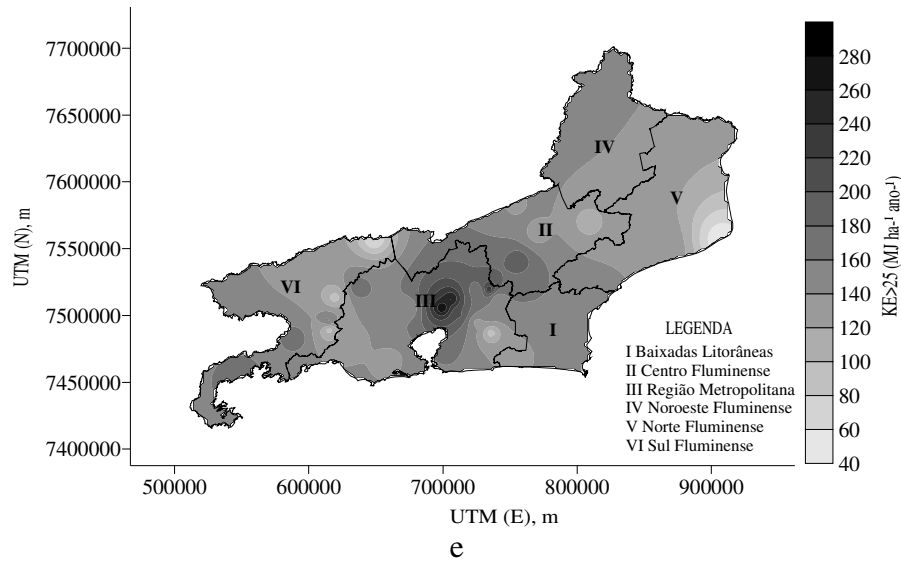 7700000
7650000
7600000
7550000
7500000
7450000
7400000
UTM (N), m
500000
600000
700000
800000
900000
UTM (E), m
I
II
III
IV
V
VI
LEGENDA
I Baixadas Litorâneas
II Centro Fluminense
III Região Metropolitana
IV Noroeste Fluminense
V Norte Fluminense
VI Sul Fluminense
280
260
240
220
200
180
160
140
120
100
80
60
40
KE>25 (MJ ha⁻¹ ano⁻¹)
e